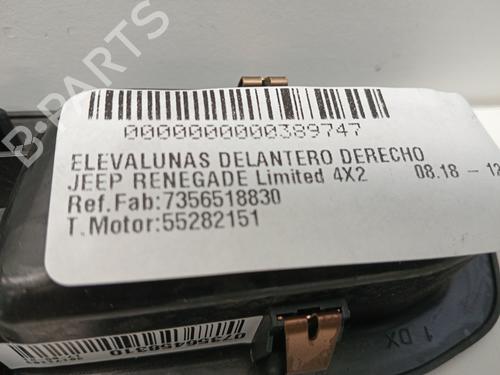 B-PARTS
0000000000389747
ELEVALUNAS DELANTERO DERECHO
JEEP RENEGADE Limited 4X2 08.18 - 12
Ref.Fab:7356518830
T.Motor:55282151
07356458310
1 DX